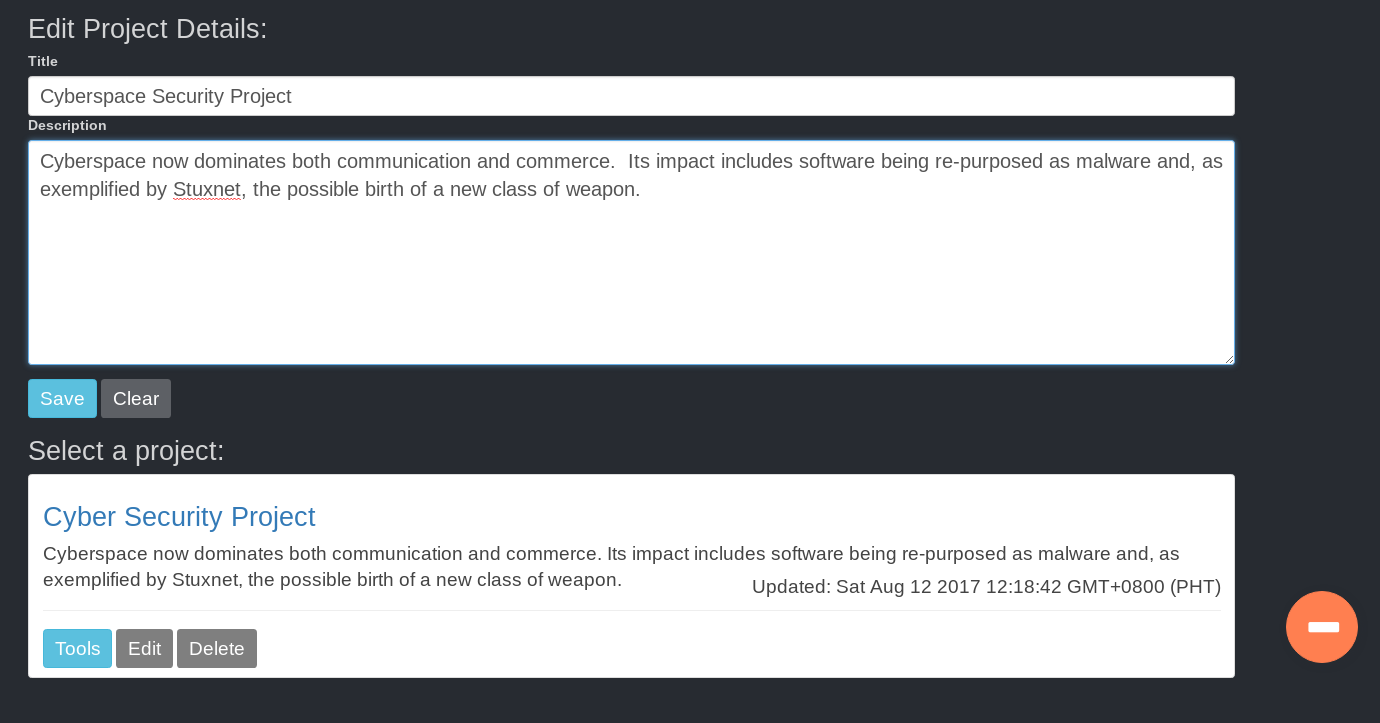 Edit Project Details:
Title
Cyberspace Security Project
Description
Cyberspace now dominates both communication and commerce.  Its impact includes software being re-purposed as malware and, as
exemplified by Stuxnet, the possible birth of a new class of weapon.
Save Clear
Select a project:
Cyber Security Project
Cyberspace now dominates both communication and commerce. Its impact includes software being re-purposed as malware and, as
exemplified by Stuxnet, the possible birth of a new class of weapon.
Updated: Sat Aug 12 2017 12:18:42 GMT+0800 (PHT)
Tools Edit Delete